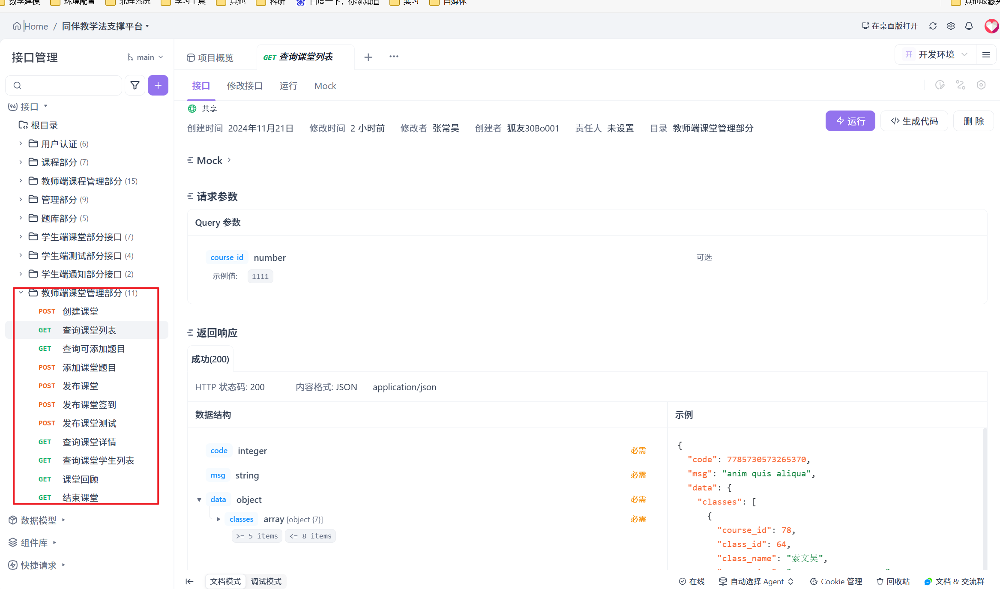 数学建模 环境配置 北理系统 学习工具 其他 科研 百度一下，你就知道 实习 自媒体 其他收藏夹
Home / 同伴教学法支撑平台
在桌面版打开
接口管理
main
项目概览
GET 查询课堂列表
开 开发环境
接口 修改接口 运行 Mock
接口
根目录
用户认证 (6)
课程部分 (7)
教师端课程管理部分 (15)
管理部分 (9)
题库部分 (5)
学生端课堂部分接口 (7)
学生端测试部分接口 (4)
学生端通知部分接口 (2)
教师端课堂管理部分 (11)
POST 创建课堂
GET 查询课堂列表
GET 查询可添加题目
POST 添加课堂题目
POST 发布课堂
POST 发布课堂签到
POST 发布课堂测试
GET 查询课堂详情
GET 查询课堂学生列表
GET 课堂回顾
GET 结束课堂
数据模型
组件库
快捷请求
共享
创建时间 2024年11月21日 修改时间 2 小时前 修改者 张常昊 创建者 狐友30Bo001 责任人 未设置 目录 教师端课堂管理部分
运行 生成代码 删 除
Mock
请求参数
Query 参数
course_id number 可选
示例值: 1111
返回响应
成功(200)
HTTP 状态码: 200 内容格式: JSON application/json
数据结构
code integer 必需
msg string 必需
data object 必需
classes array [object {7}] 必需
>= 5 items <= 8 items
示例
{
"code": 7785730573265370,
"msg": "anim quis aliqua",
"data": {
"classes": [
{
"course_id": 78,
"class_id": 64,
"class_name": "索文昊",
文档模式 调试模式
在线 自动选择 Agent Cookie 管理 回收站 文档 & 交流群